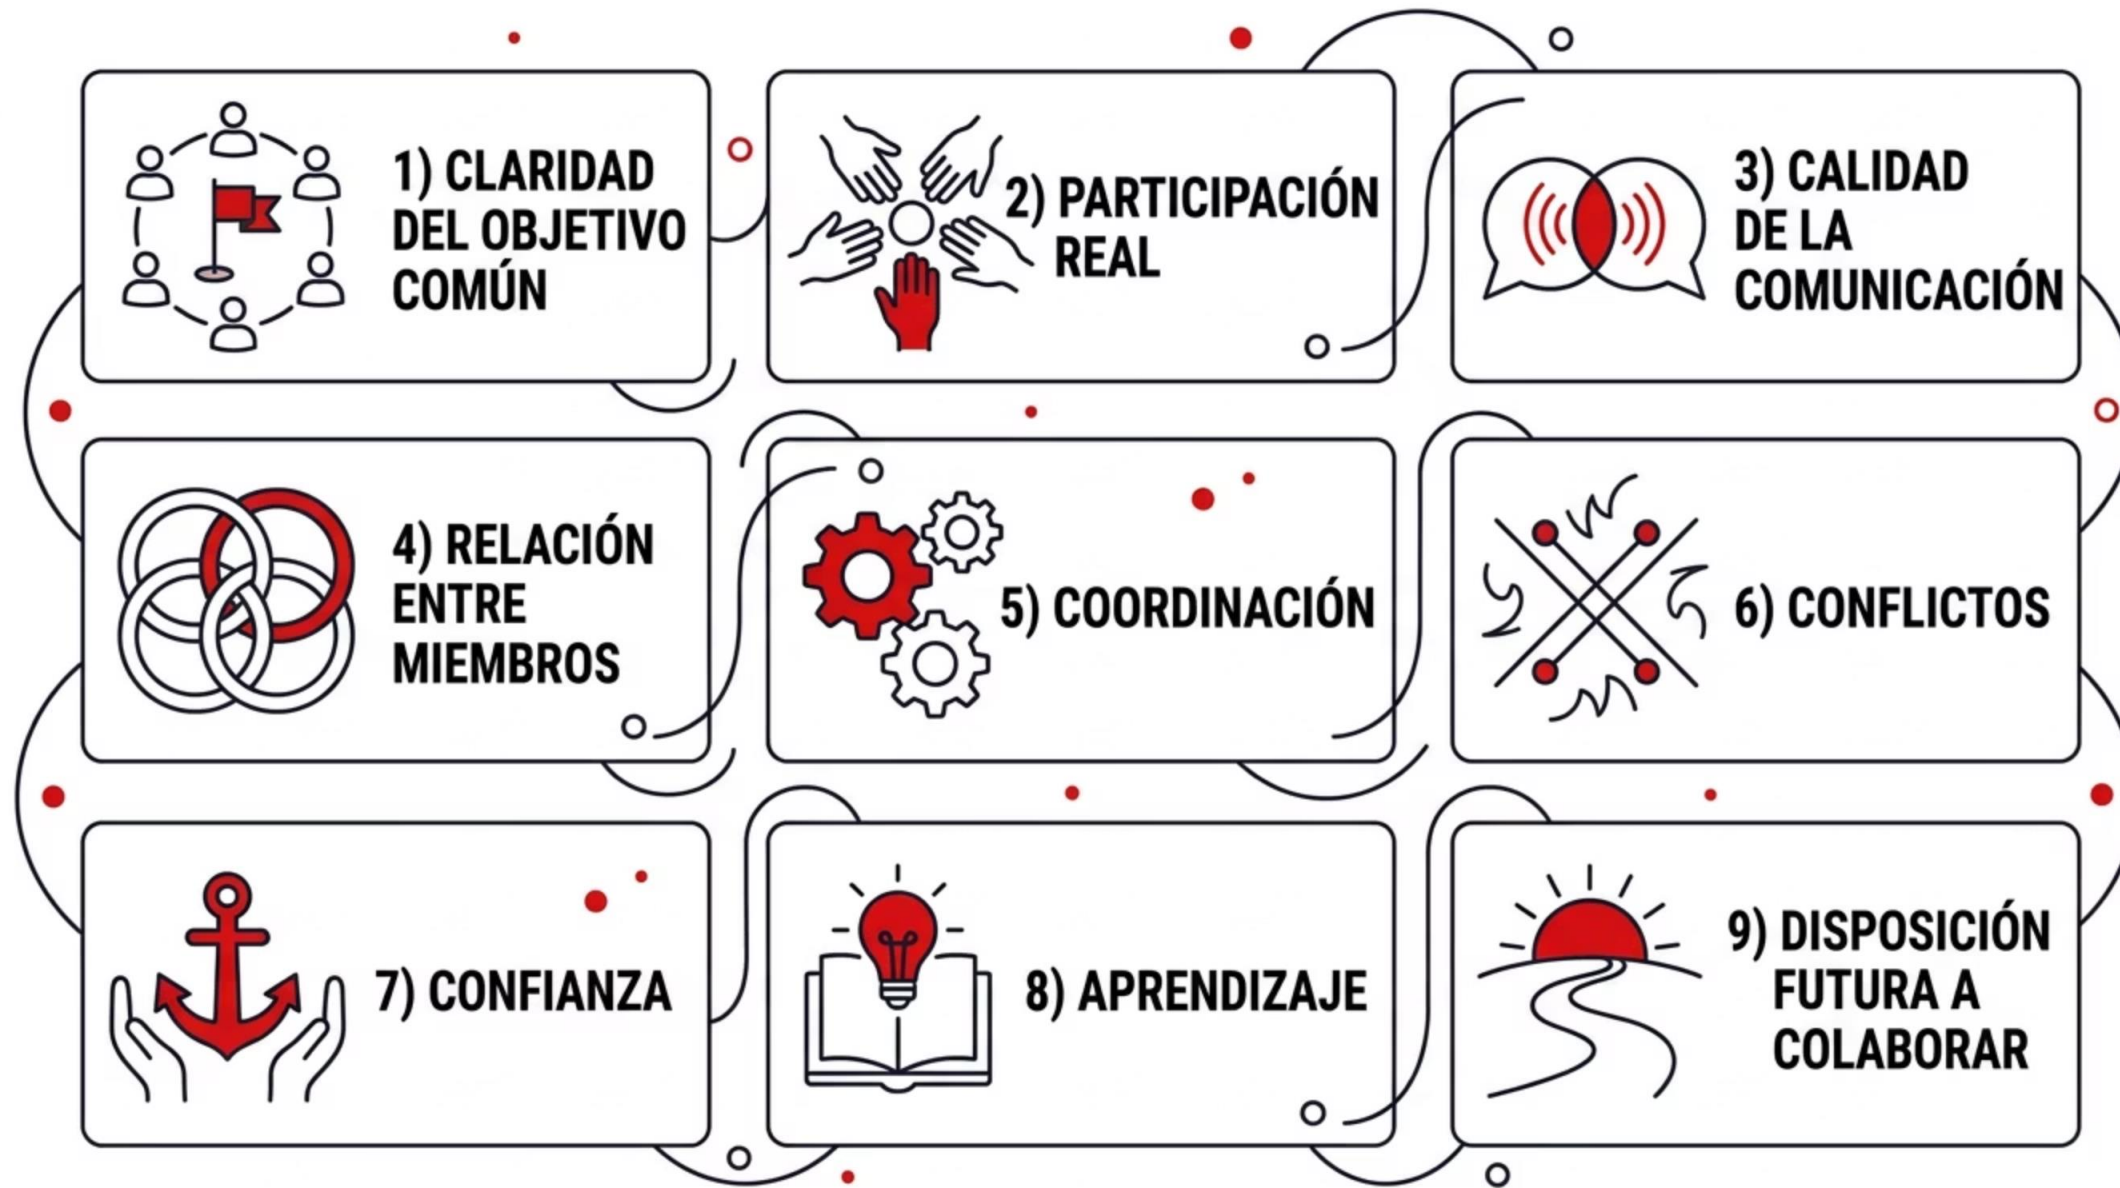 1) CLARIDAD
DEL OBJETIVO
COMÚN
2) PARTICIPACIÓN
REAL
3) CALIDAD
DE LA
COMUNICACIÓN
4) RELACIÓN
ENTRE
MIEMBROS
5) COORDINACIÓN
6) CONFLICTOS
7) CONFIANZA
8) APRENDIZAJE
9) DISPOSICIÓN
FUTURA A
COLABORAR